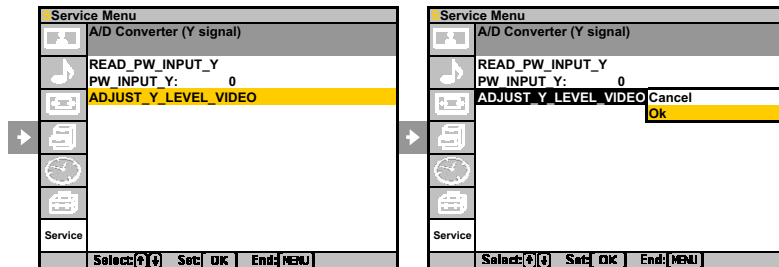 Service Menu
A/D Converter (Y signal)
READ_PW_INPUT_Y
PW_INPUT_Y: 0
ADJUST_Y_LEVEL_VIDEO
Service
Select: Set: OK End: MENU
Service Menu
A/D Converter (Y signal)
READ_PW_INPUT_Y
PW_INPUT_Y: 0
ADJUST_Y_LEVEL_VIDEO Cancel
Ok
Service
Select: Set: OK End: MENU